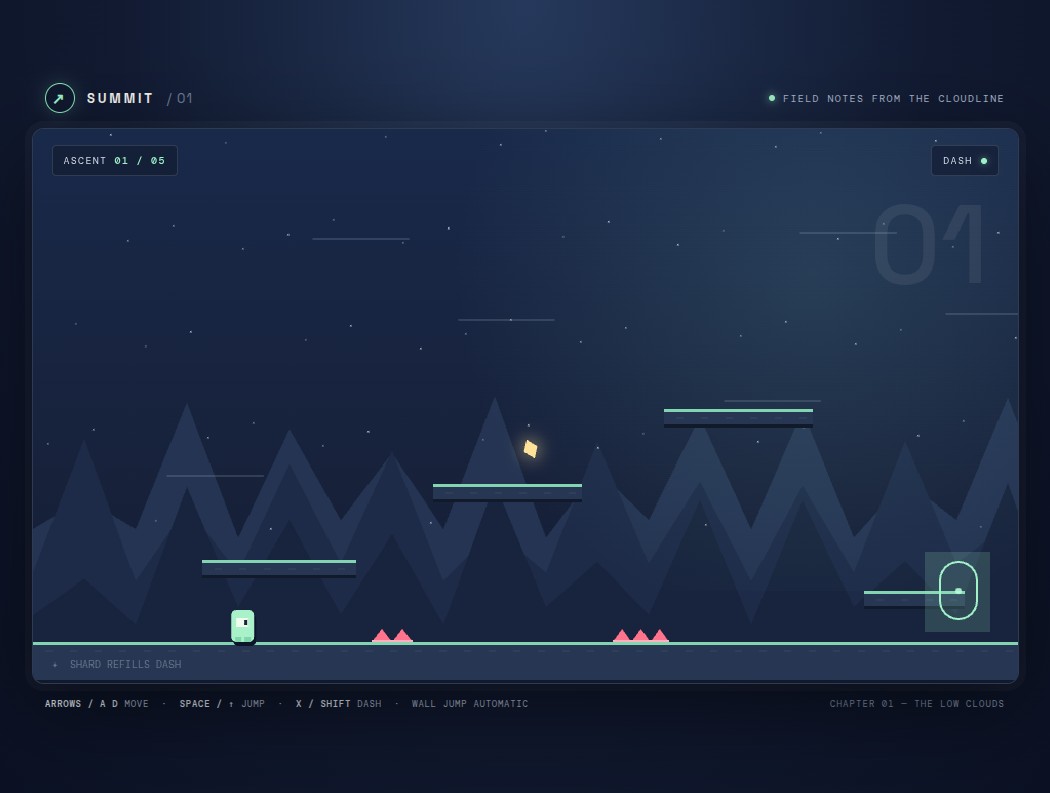 ↗ SUMMIT / 01
FIELD NOTES FROM THE CLOUDLINE
ASCENT 01 / 05
DASH
01
SHARD REFILLS DASH
ARROWS / A D MOVE · SPACE / ↑ JUMP · X / SHIFT DASH · WALL JUMP AUTOMATIC
CHAPTER 01 — THE LOW CLOUDS